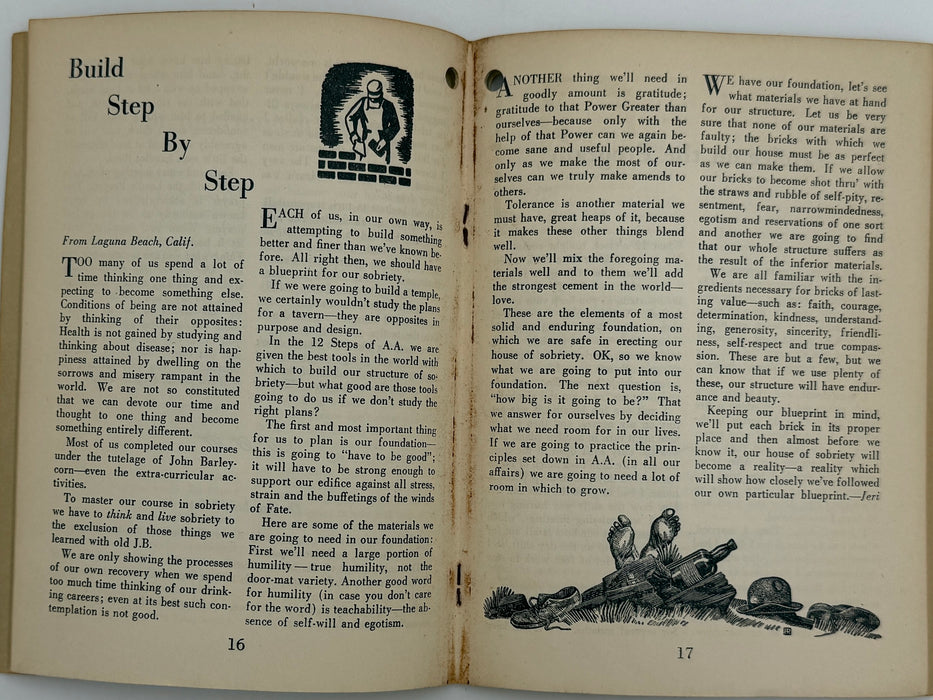 Build
Step
By
Step
From Laguna Beach, Calif.
TOO many of us spend a lot of
time thinking one thing and ex-
pecting to become something else.
Conditions of being are not attained
by thinking of their opposites:
Health is not gained by studying and
thinking about disease; nor is hap-
piness attained by dwelling on the
sorrows and misery rampant in the
world. We are not so constituted
that we can devote our time and
thought to one thing and become
something entirely different.
Most of us completed our courses
under the tutelage of John Barley-
corn—even the extra-curricular ac-
tivities.
To master our course in sobriety
we have to think and live sobriety to
the exclusion of those things we
learned with old J.B.
We are only showing the processes
of our own recovery when we spend
too much time thinking of our drink-
ing careers; even at its best such con-
templation is not good.
EACH of us, in our own way, is
attempting to build something
better and finer than we've known be-
fore. All right then, we should have
a blueprint for our sobriety.
If we were going to build a temple,
we certainly wouldn't study the plans
for a tavern—they are opposites in
purpose and design.
In the 12 Steps of A.A. we are
given the best tools in the world with
which to build our structure of so-
briety—but what good are those tools
going to do us if we don't study the
right plans?
The first and most important thing
for us to plan is our foundation—
this is going to "have to be good";
it will have to be strong enough to
support our edifice against all stress,
strain and the buffetings of the winds
of Fate.
Here are some of the materials we
are going to need in our foundation:
First we'll need a large portion of
humility—true humility, not the
door-mat variety. Another good word
for humility (in case you don't care
for the word) is teachability—the ab-
sence of self-will and egotism.
16
ANOTHER thing we'll need in
goodly amount is gratitude;
gratitude to that Power Greater than
ourselves—because only with the
help of that Power can we again be-
come sane and useful people. And
only as we make the most of our-
selves can we truly make amends to
others.
Tolerance is another material we
must have, great heaps of it, because
it makes these other things blend
well.
Now we'll mix the foregoing ma-
terials well and to them we'll add
the strongest cement in the world—
love.
These are the elements of a most
solid and enduring foundation, on
which we are safe in erecting our
house of sobriety. OK, so we know
what we are going to put into our
foundation. The next question is,
"how big is it going to be?" That
we answer for ourselves by deciding
what we need room for in our lives.
If we are going to practice the prin-
ciples set down in A.A. (in all our
affairs) we are going to need a lot of
room in which to grow.
WE have our foundation, let's see
what materials we have at hand
for our structure. Let us be very
sure that none of our materials are
faulty; the bricks with which we
build our house must be as perfect
as we can make them. If we allow
our bricks to become shot thru' with
the straws and rubble of self-pity, re-
sentment, fear, narrowmindedness,
egotism and reservations of one sort
and another we are going to find
that our whole structure suffers as
the result of the inferior materials.
We are all familiar with the in-
gredients necessary for bricks of last-
ing value—such as: faith, courage,
determination, kindness, understand-
ing, generosity, sincerity, friendli-
ness, self-respect and true compas-
sion. These are but a few, but we
can know that if we use plenty of
these, our structure will have endur-
ance and beauty.
Keeping our blueprint in mind,
we'll put each brick in its proper
place and then almost before we
know it, our house of sobriety will
become a reality—a reality which
will show how closely we've followed
our own particular blueprint.—Jeri
17